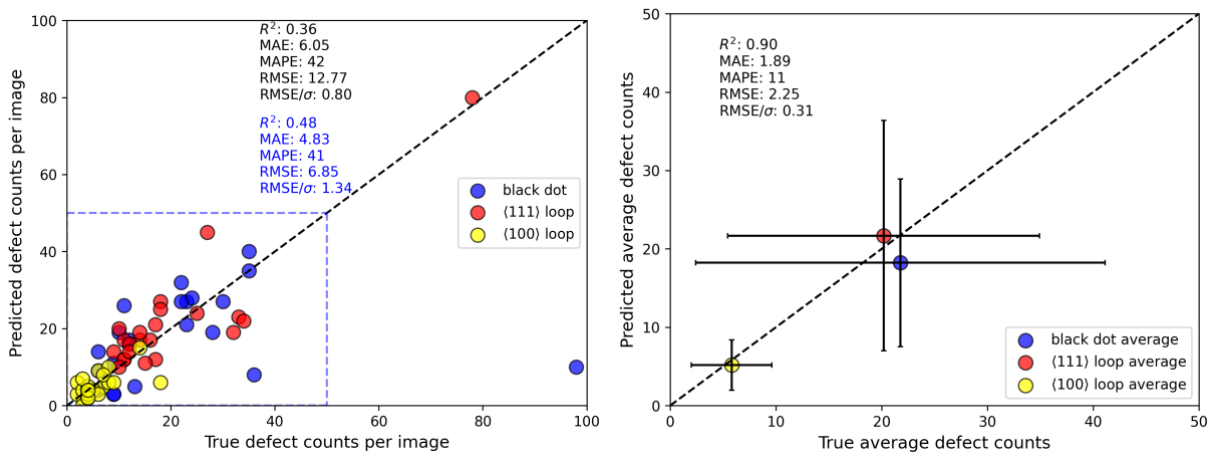 100
80
60
40
20
0
Predicted defect counts per image
R²: 0.36
MAE: 6.05
MAPE: 42
RMSE: 12.77
RMSE/σ: 0.80
R²: 0.48
MAE: 4.83
MAPE: 41
RMSE: 6.85
RMSE/σ: 1.34
black dot
⟨111⟩ loop
⟨100⟩ loop
0 20 40 60 80 100
True defect counts per image
50
40
30
20
10
0
Predicted average defect counts
R²: 0.90
MAE: 1.89
MAPE: 11
RMSE: 2.25
RMSE/σ: 0.31
black dot average
⟨111⟩ loop average
⟨100⟩ loop average
0 10 20 30 40 50
True average defect counts